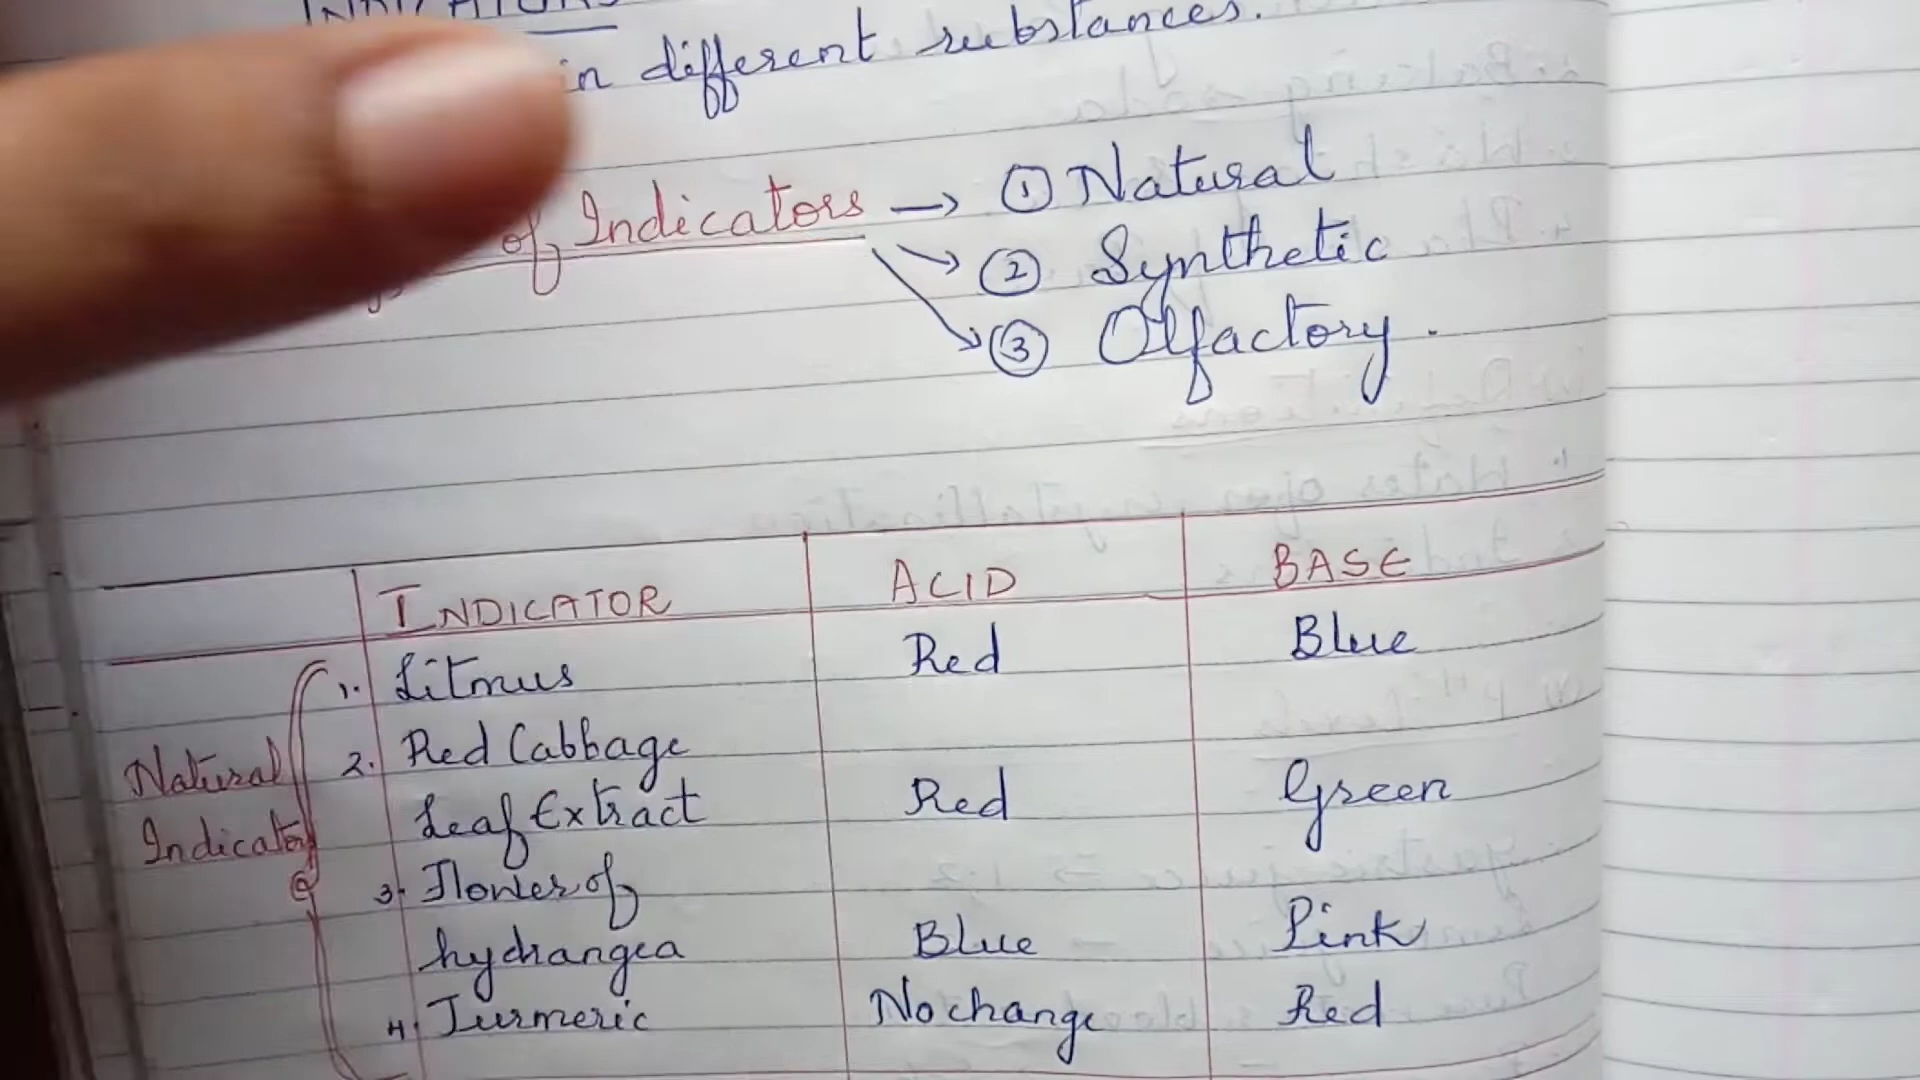 INDICATORS
in different substances.
of Indicators → ① Natural
→ ② Synthetic
→ ③ Olfactory.
INDICATOR ACID BASE
1. Litmus Red Blue
2. Red Cabbage
Leaf Extract Red Green
3. Flower of
hydrangea Blue Pink
4. Turmeric No change Red
Natural
Indicator